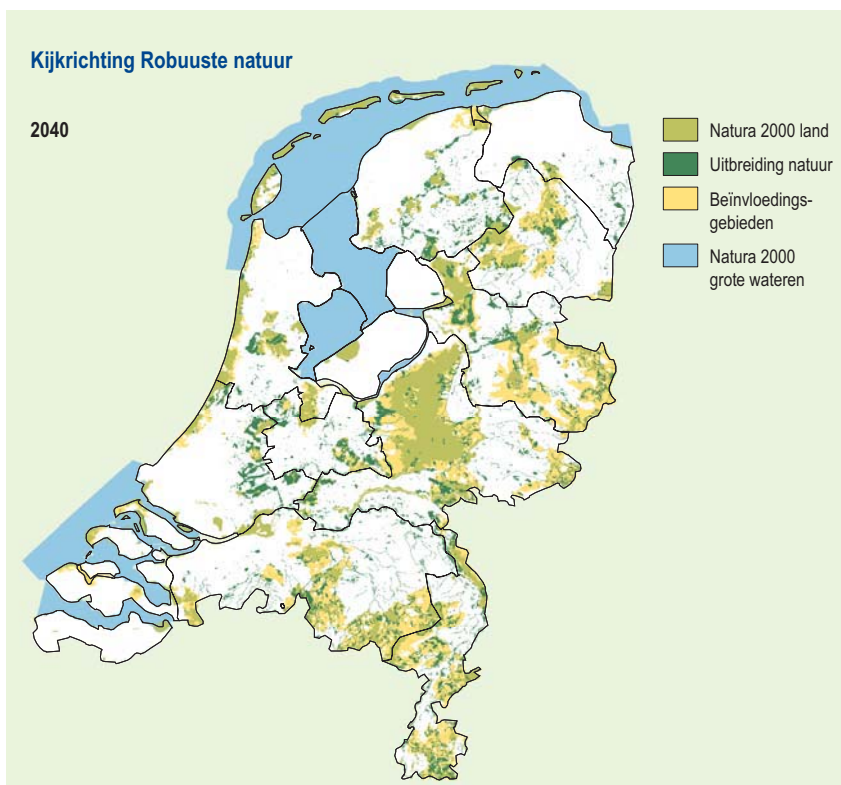 Kijkrichting Robuuste natuur
2040
Natura 2000 land
Uitbreiding natuur
Beïnvloedings-
gebieden
Natura 2000
grote wateren